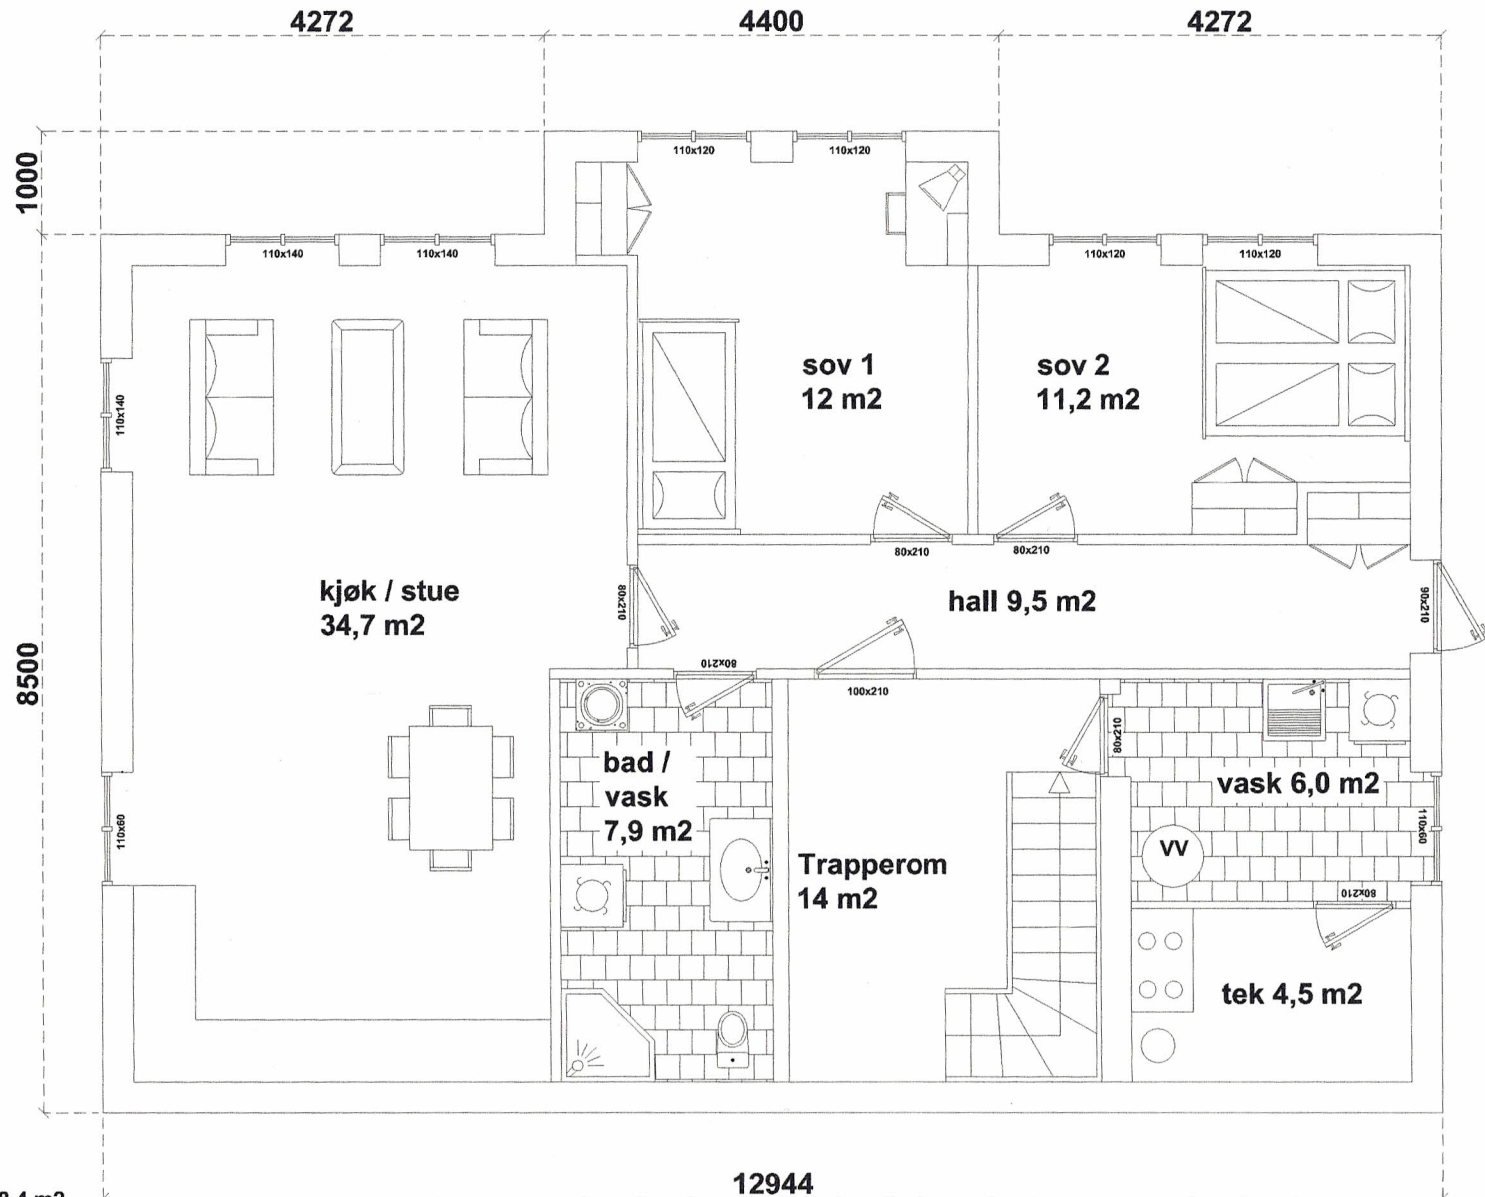 4272
4400
4272
1000
110x120
110x120
110x140
110x140
110x120
110x120
110x140
sov 1
12 m2
sov 2
11,2 m2
80x210
80x210
kjøk / stue
34,7 m2
80x210
hall 9,5 m2
90x210
8500
80x210
100x210
80x210
bad /
vask
7,9 m2
vask 6,0 m2
110x60
110x60
VV
Trapperom
14 m2
80x210
tek 4,5 m2
12944